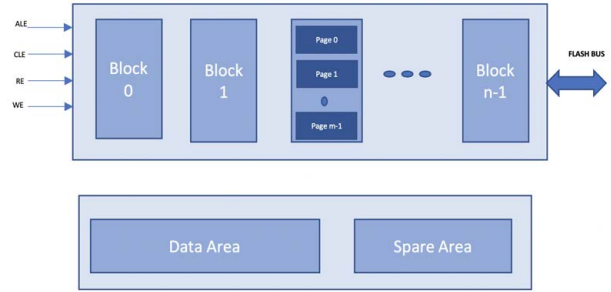 ALE
CLE
RE
WE
Block
0
Block
1
Page 0
Page 1
Page m-1
Block
n-1
FLASH BUS
Data Area
Spare Area